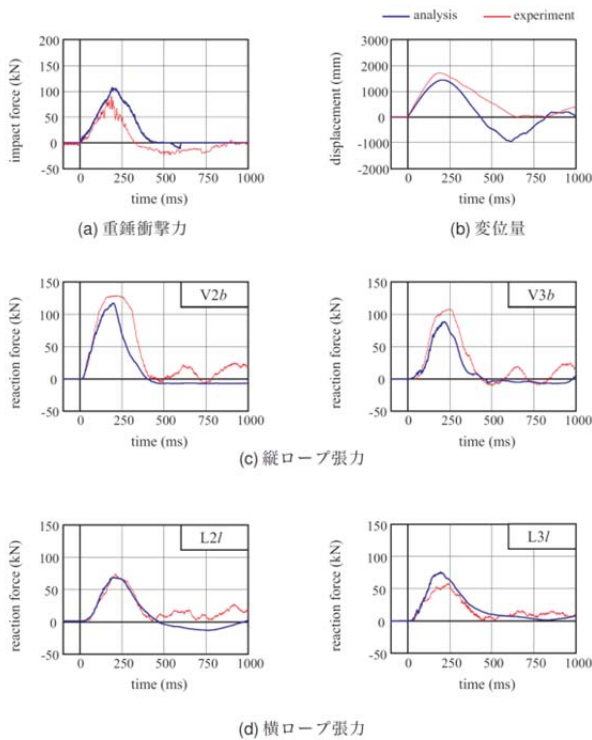 analysis experiment
impact force (kN)
200
150
100
50
0
-50
0 250 500 750 1000
time (ms)
(a) 重錘衝撃力
displacement (mm)
3000
2000
1000
0
-1000
-2000
0 250 500 750 1000
time (ms)
(b) 変位量
reaction force (kN)
150
100
50
0
-50
V2b
0 250 500 750 1000
time (ms)
reaction force (kN)
150
100
50
0
-50
V3b
0 250 500 750 1000
time (ms)
(c) 縦ロープ張力
reaction force (kN)
150
100
50
0
-50
L2l
0 250 500 750 1000
time (ms)
reaction force (kN)
150
100
50
0
-50
L3l
0 250 500 750 1000
time (ms)
(d) 横ロープ張力